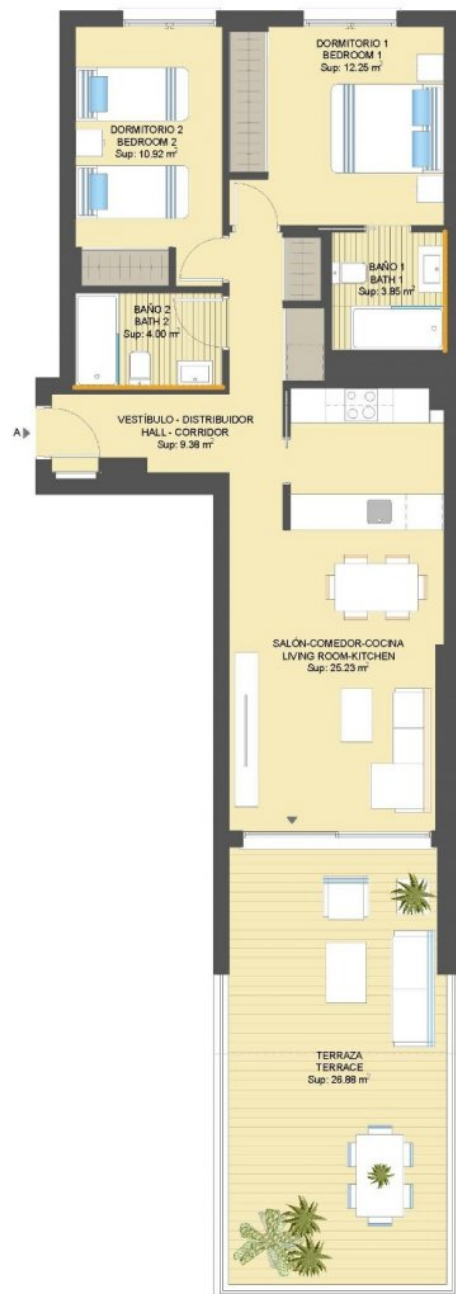 DORMITORIO 1
BEDROOM 1
Sup: 12.25 m²
DORMITORIO 2
BEDROOM 2
Sup: 10.92 m²
BAÑO 1
BATH 1
Sup: 3.85 m²
BAÑO 2
BATH 2
Sup: 4.00 m²
A
VESTÍBULO - DISTRIBUIDOR
HALL - CORRIDOR
Sup: 9.38 m²
SALÓN-COMEDOR-COCINA
LIVING ROOM-KITCHEN
Sup: 25.23 m²
TERRAZA
TERRACE
Sup: 26.88 m²